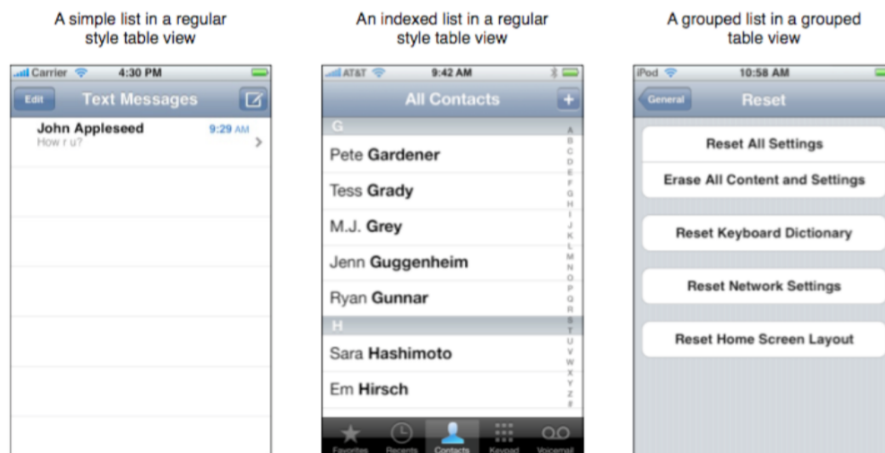 A simple list in a regular
style table view
An indexed list in a regular
style table view
A grouped list in a grouped
table view
Carrier 4:30 PM
Edit Text Messages
John Appleseed 9:29 AM
How r u?
AT&T 9:42 AM
All Contacts +
G
Pete Gardener
Tess Grady
M.J. Grey
Jenn Guggenheim
Ryan Gunnar
H
Sara Hashimoto
Em Hirsch
A
B
C
D
E
F
G
H
I
J
K
L
M
N
O
P
Q
R
S
T
U
V
W
X
Y
Z
#
Favorites Recents Contacts Keypad Voicemail
iPod 10:58 AM
General Reset
Reset All Settings
Erase All Content and Settings
Reset Keyboard Dictionary
Reset Network Settings
Reset Home Screen Layout